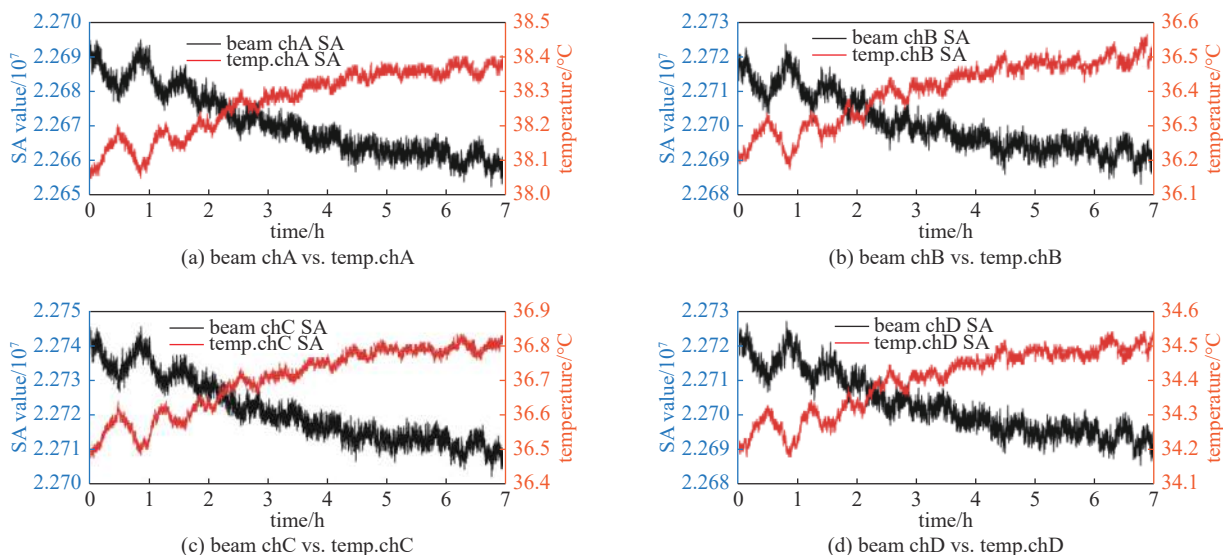 2.270
2.269
2.268
2.267
2.266
2.265
SA value/10⁷
beam chA SA
temp.chA SA
38.5
38.4
38.3
38.2
38.1
38.0
temperature/°C
0 1 2 3 4 5 6 7
time/h
(a) beam chA vs. temp.chA
2.273
2.272
2.271
2.270
2.269
2.268
SA value/10⁷
beam chB SA
temp.chB SA
36.6
36.5
36.4
36.3
36.2
36.1
temperature/°C
0 1 2 3 4 5 6 7
time/h
(b) beam chB vs. temp.chB
2.275
2.274
2.273
2.272
2.271
2.270
SA value/10⁷
beam chC SA
temp.chC SA
36.9
36.8
36.7
36.6
36.5
36.4
temperature/°C
0 1 2 3 4 5 6 7
time/h
(c) beam chC vs. temp.chC
2.273
2.272
2.271
2.270
2.269
2.268
SA value/10⁷
beam chD SA
temp.chD SA
34.6
34.5
34.4
34.3
34.2
34.1
temperature/°C
0 1 2 3 4 5 6 7
time/h
(d) beam chD vs. temp.chD